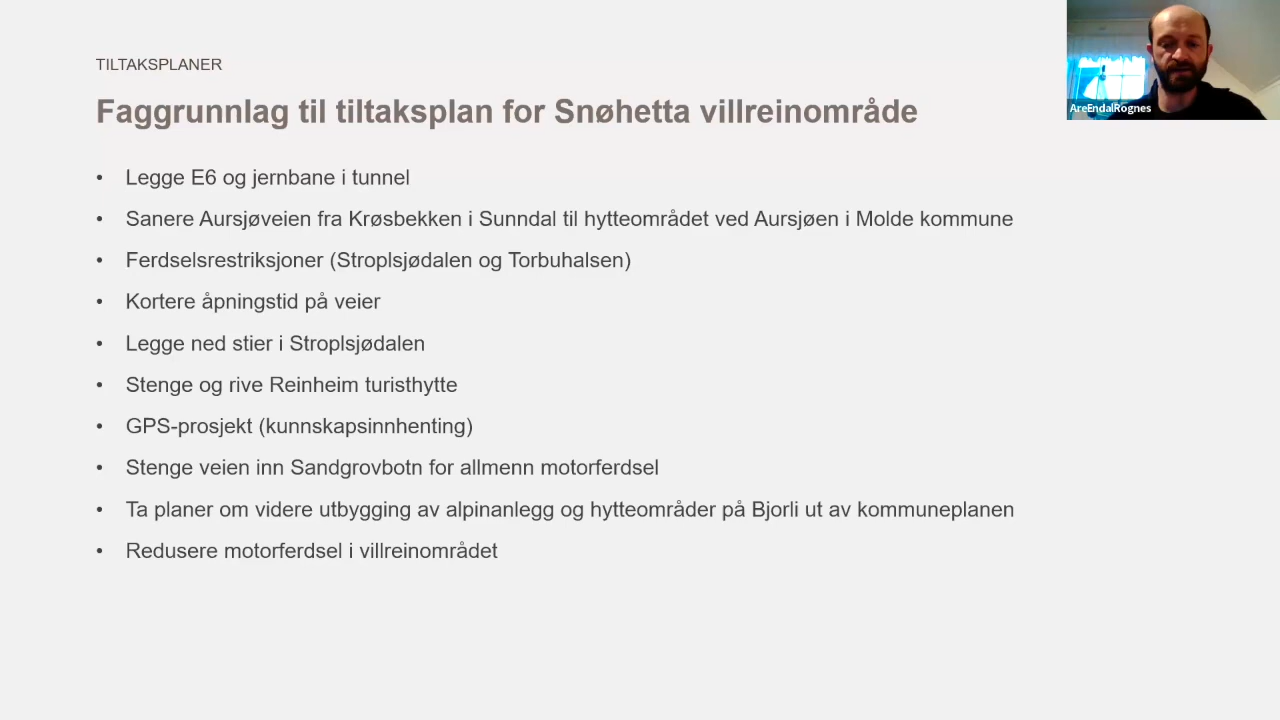 TILTAKSPLANER
Faggrunnlag til tiltaksplan for Snøhetta villreinområde
• Legge E6 og jernbane i tunnel
• Sanere Aursjøveien fra Krøsbekken i Sunndal til hytteområdet ved Aursjøen i Molde kommune
• Ferdselsrestriksjoner (Stroplsjødalen og Torbuhalsen)
• Kortere åpningstid på veier
• Legge ned stier i Stroplsjødalen
• Stenge og rive Reinheim turisthytte
• GPS-prosjekt (kunnskapsinnhenting)
• Stenge veien inn Sandgrovbotn for allmenn motorferdsel
• Ta planer om videre utbygging av alpinanlegg og hytteområder på Bjorli ut av kommuneplanen
• Redusere motorferdsel i villreinområdet
AreEndalRognes